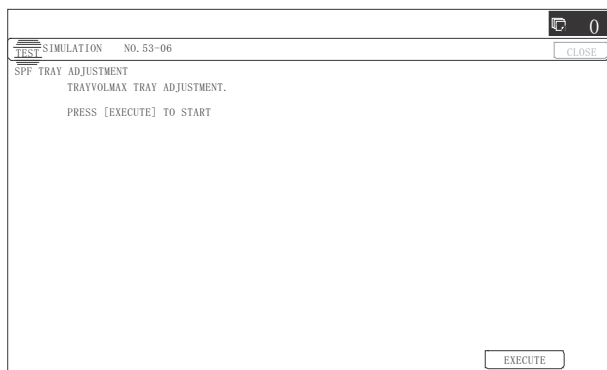 0
TEST SIMULATION NO.53-06
CLOSE
SPF TRAY ADJUSTMENT
TRAYVOLMAX TRAY ADJUSTMENT.
PRESS [EXECUTE] TO START
EXECUTE